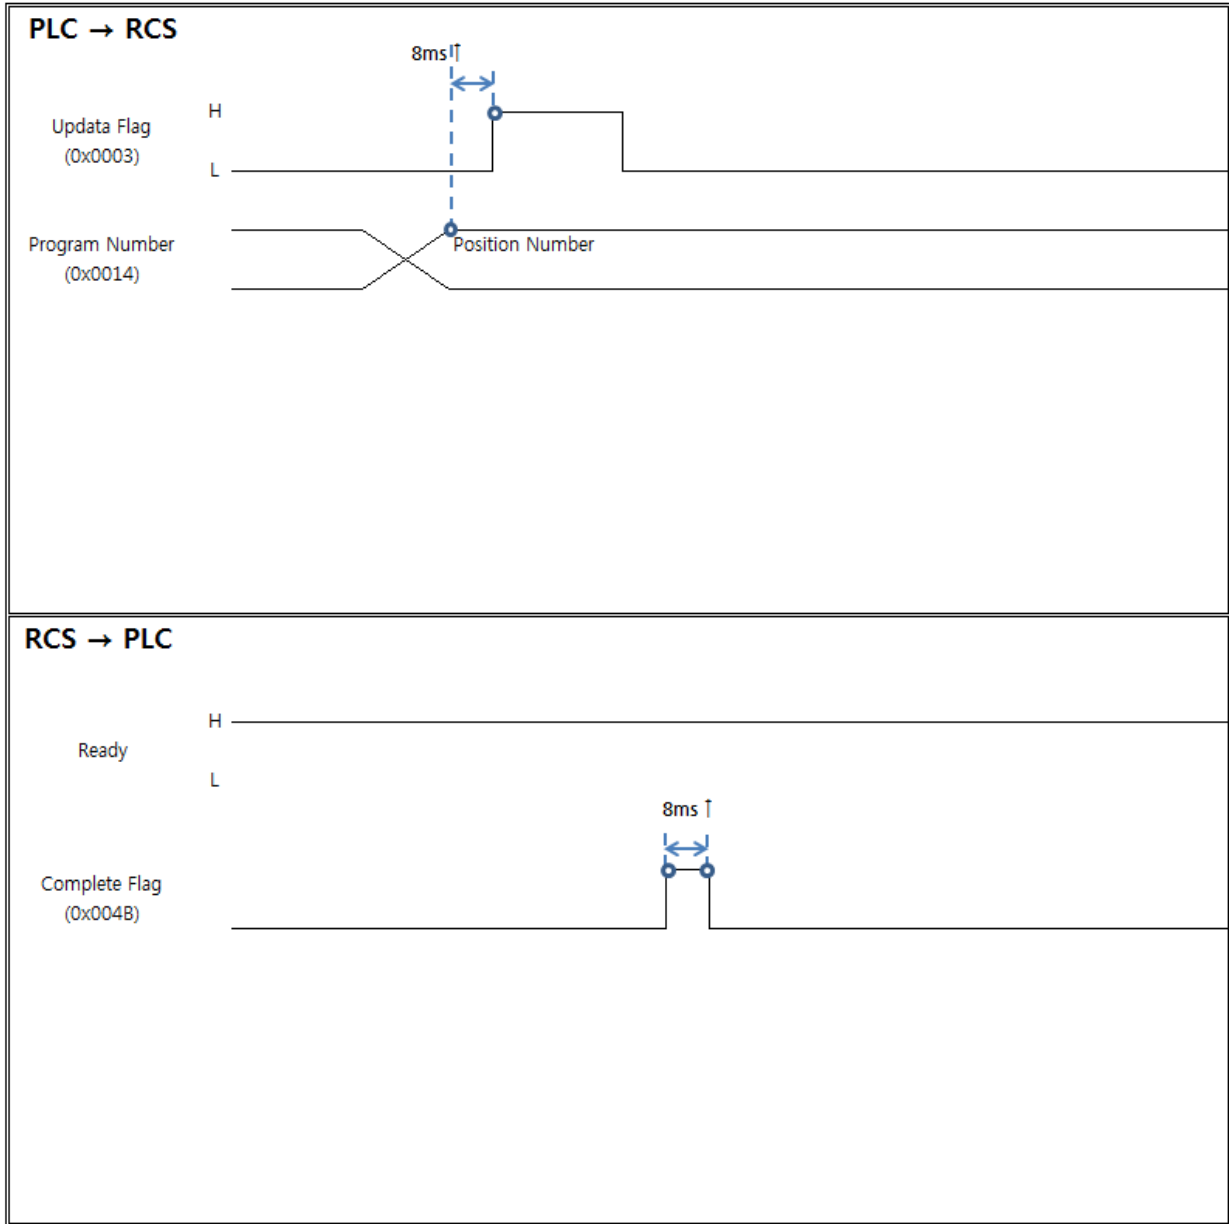 PLC → RCS
8ms↑
H
Updata Flag
(0x0003)
L
Program Number
Position Number
(0x0014)
RCS → PLC
H
Ready
L
8ms ↑
Complete Flag
(0x004B)